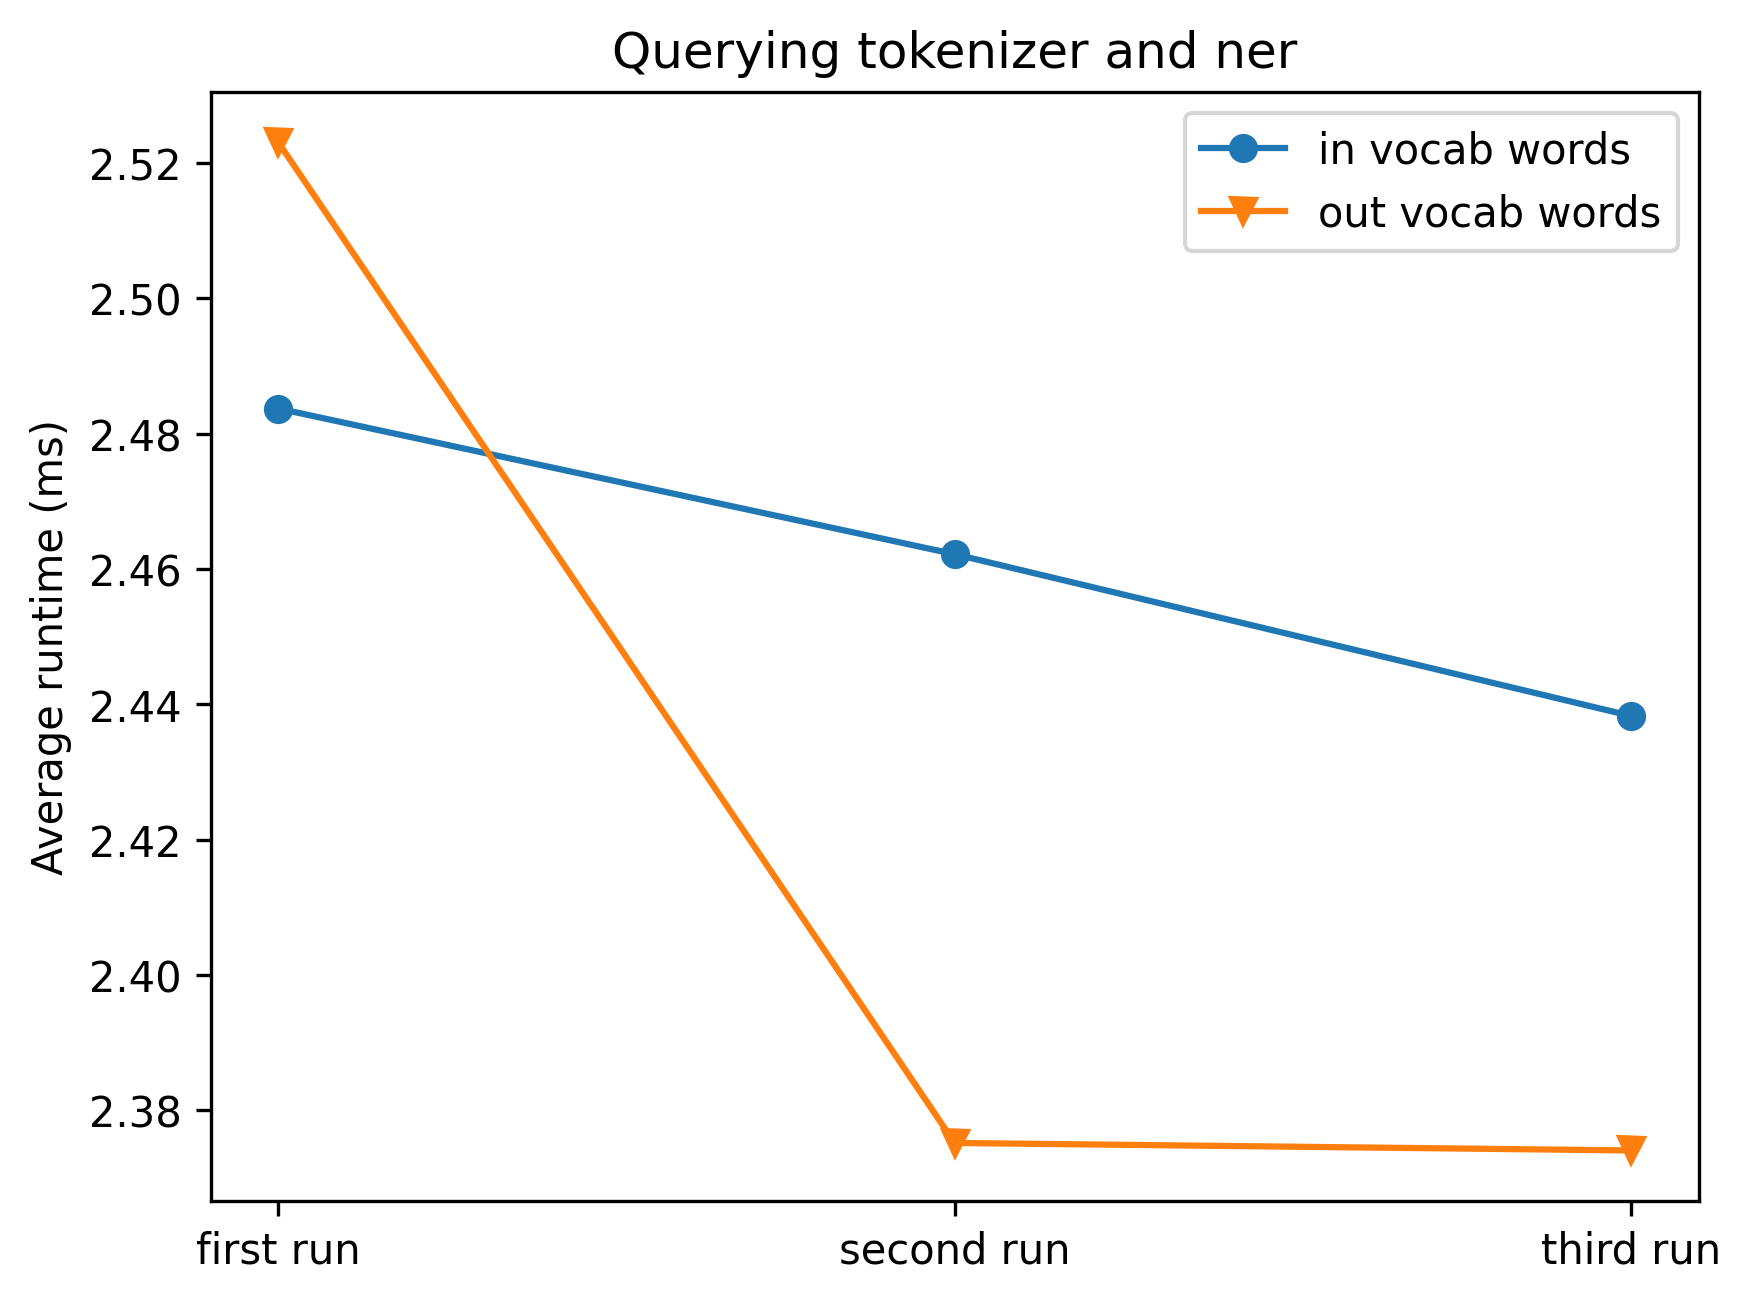 Querying tokenizer and ner
in vocab words
out vocab words
Average runtime (ms)
2.52
2.50
2.48
2.46
2.44
2.42
2.40
2.38
first run
second run
third run